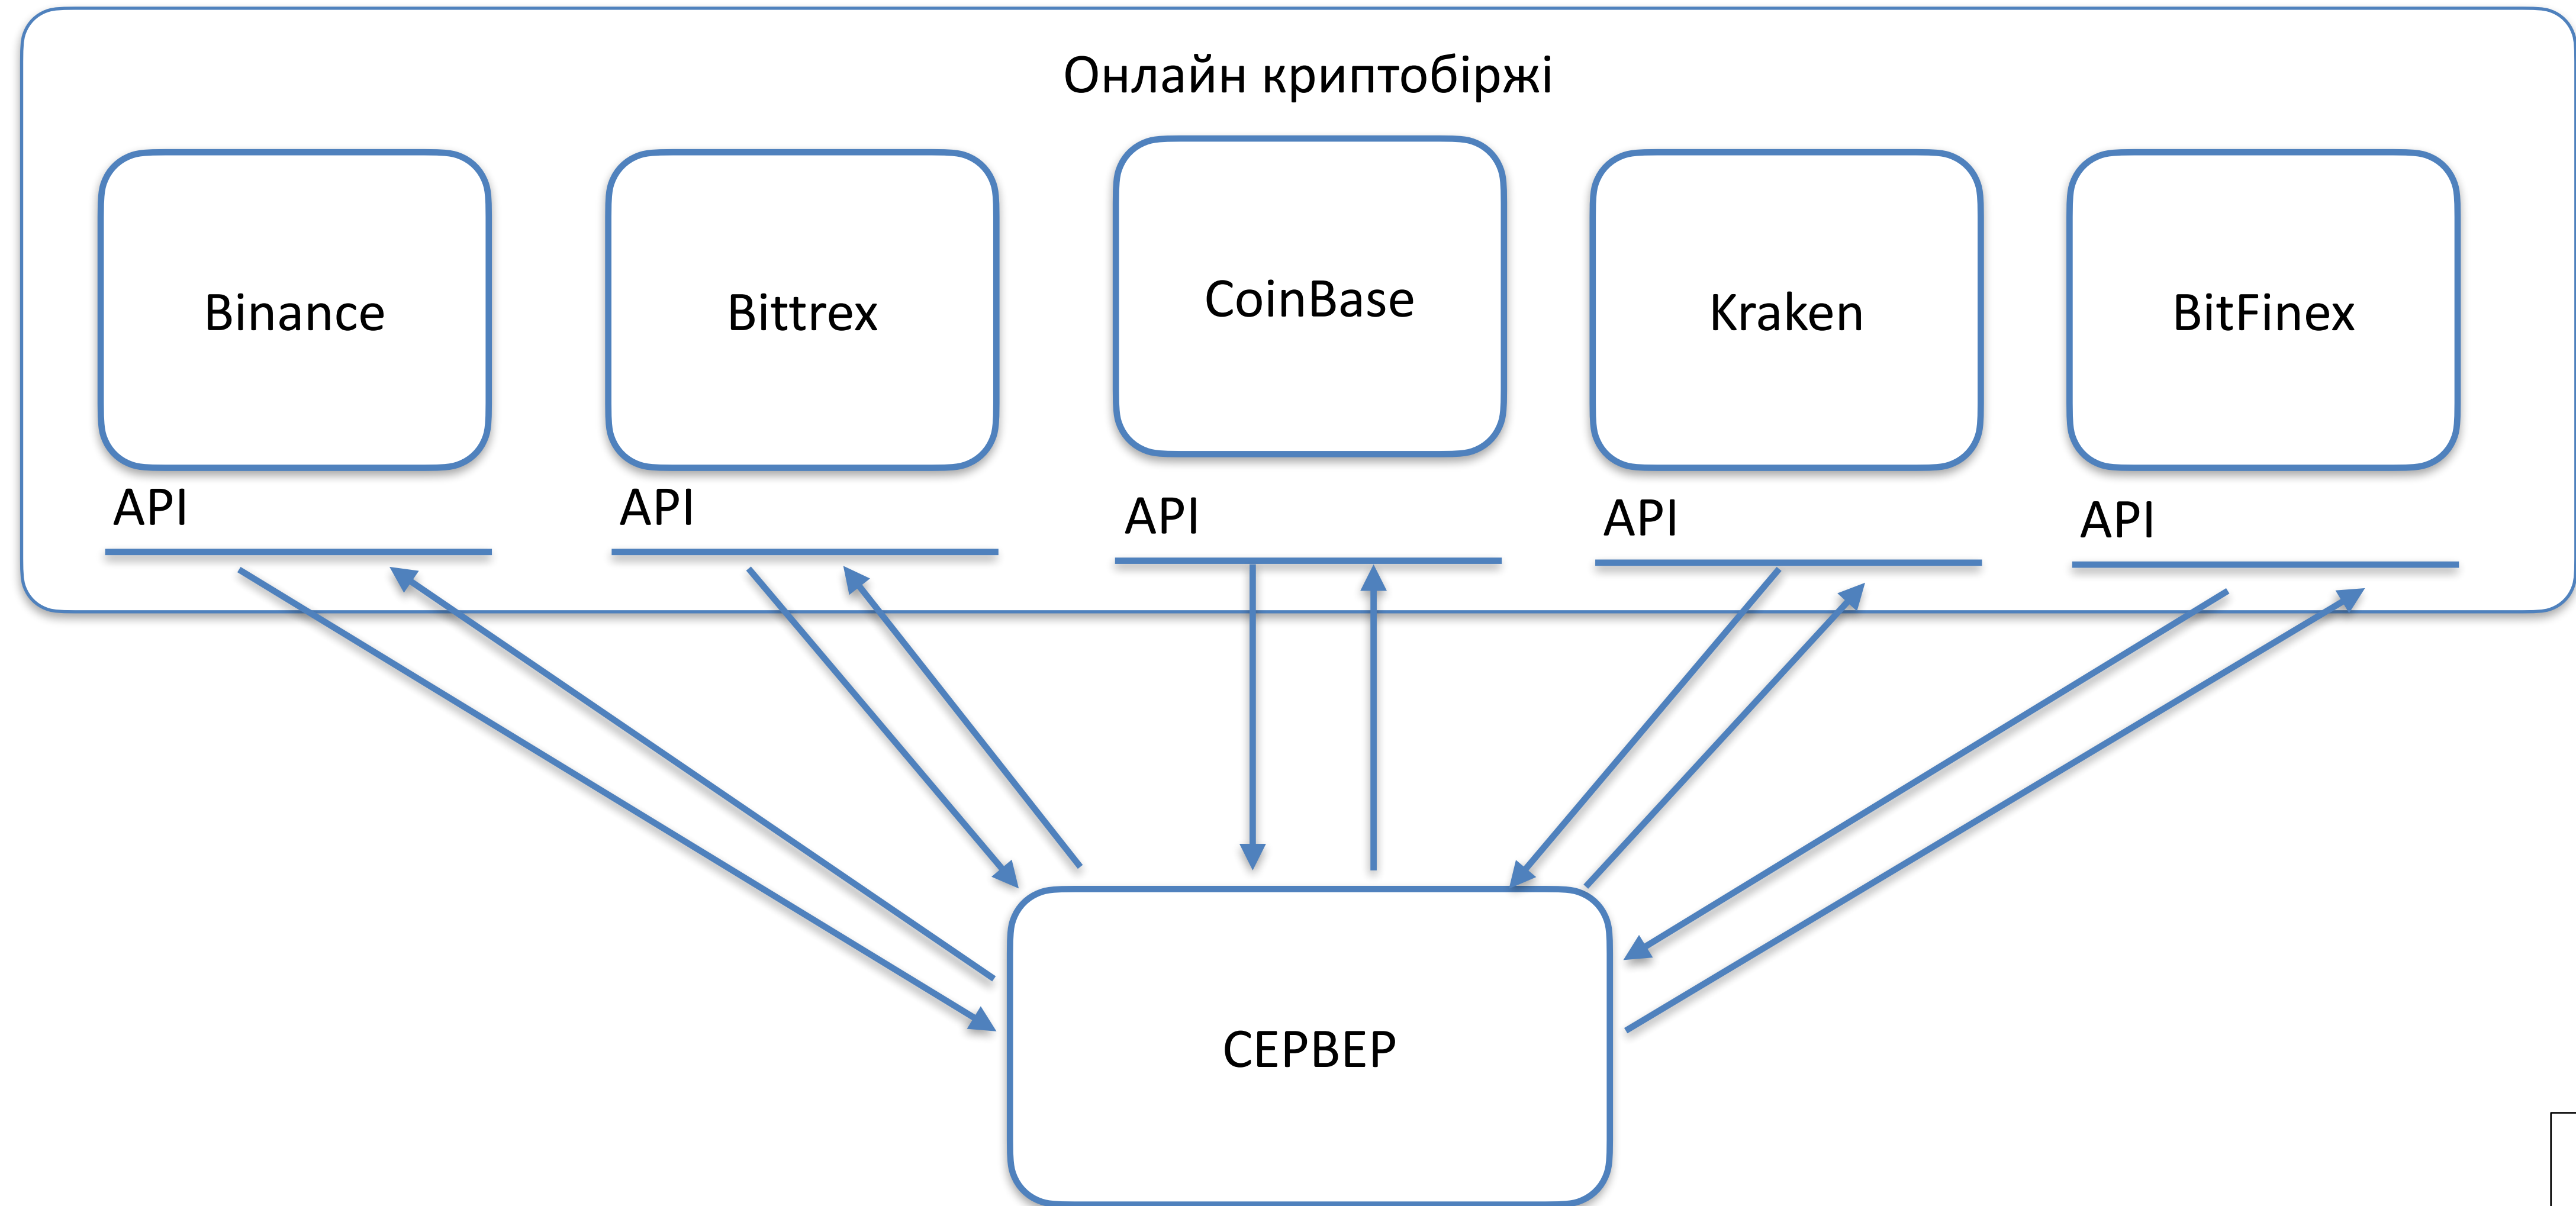 Онлайн криптобіржі
Binance
Bittrex
CoinBase
Kraken
BitFinex
API
API
API
API
API
СЕРВЕР